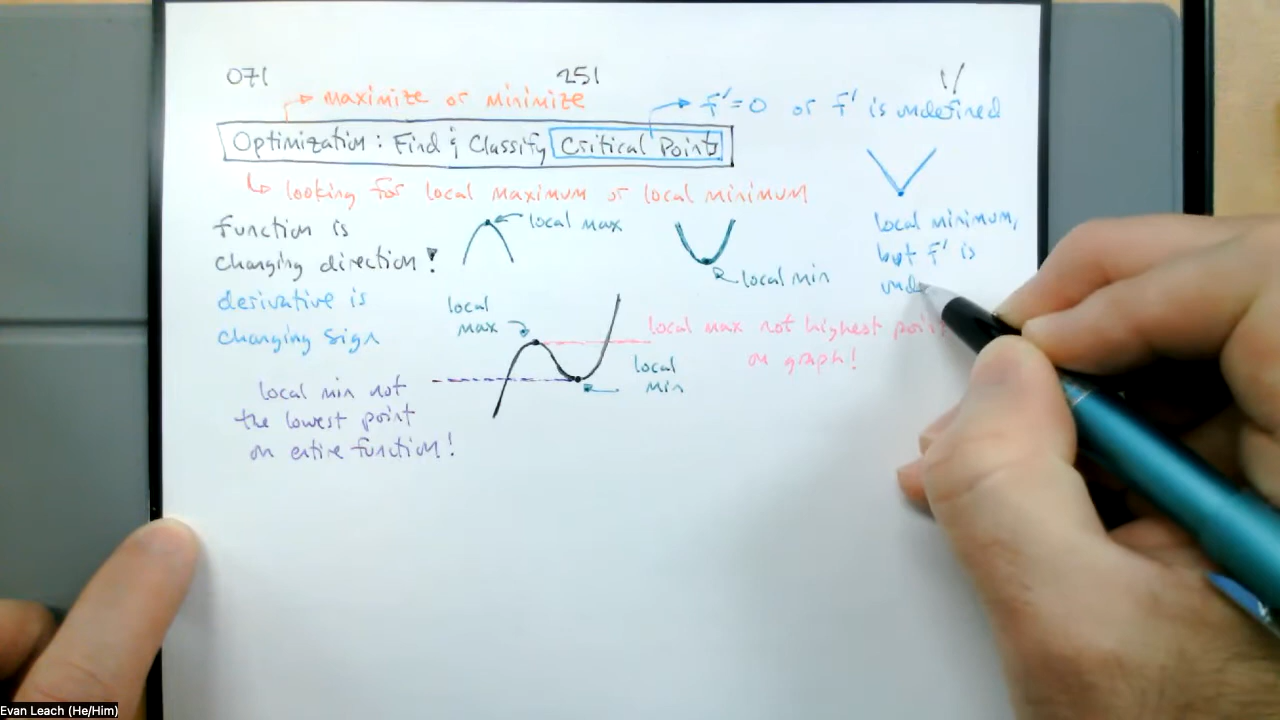 071 251 1/
maximize or minimize
f' = 0 or f' is undefined
Optimization: Find & Classify Critical Points
looking for local maximum or local minimum
function is
changing direction!
derivative is
changing sign
local max
local min
local minimum,
but f' is
unde
local
max
local max not highest point
on graph!
local
min
local min not
the lowest point
on entire function!
Evan Leach (He/Him)